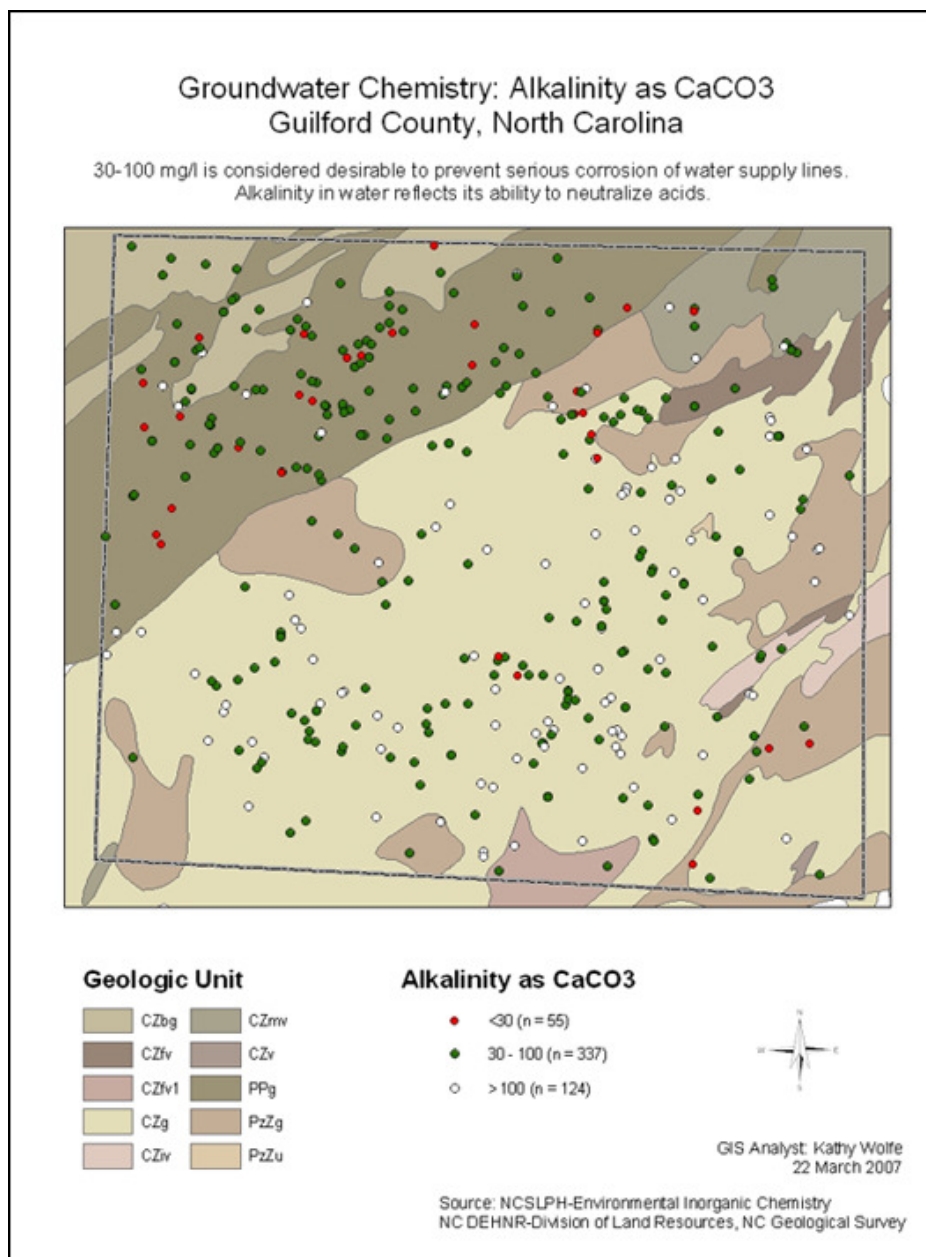 Groundwater Chemistry: Alkalinity as CaCO3
Guilford County, North Carolina
30-100 mg/l is considered desirable to prevent serious corrosion of water supply lines.
Alkalinity in water reflects its ability to neutralize acids.
Geologic Unit
CZbg
CZfv
CZfv1
CZg
CZiv
CZmv
CZv
PPg
PzZg
PzZu
Alkalinity as CaCO3
<30 (n = 55)
30 - 100 (n = 337)
> 100 (n = 124)
N
W
E
S
GIS Analyst: Kathy Wolfe
22 March 2007
Source: NCSLPH-Environmental Inorganic Chemistry
NC DEHNR-Division of Land Resources, NC Geological Survey